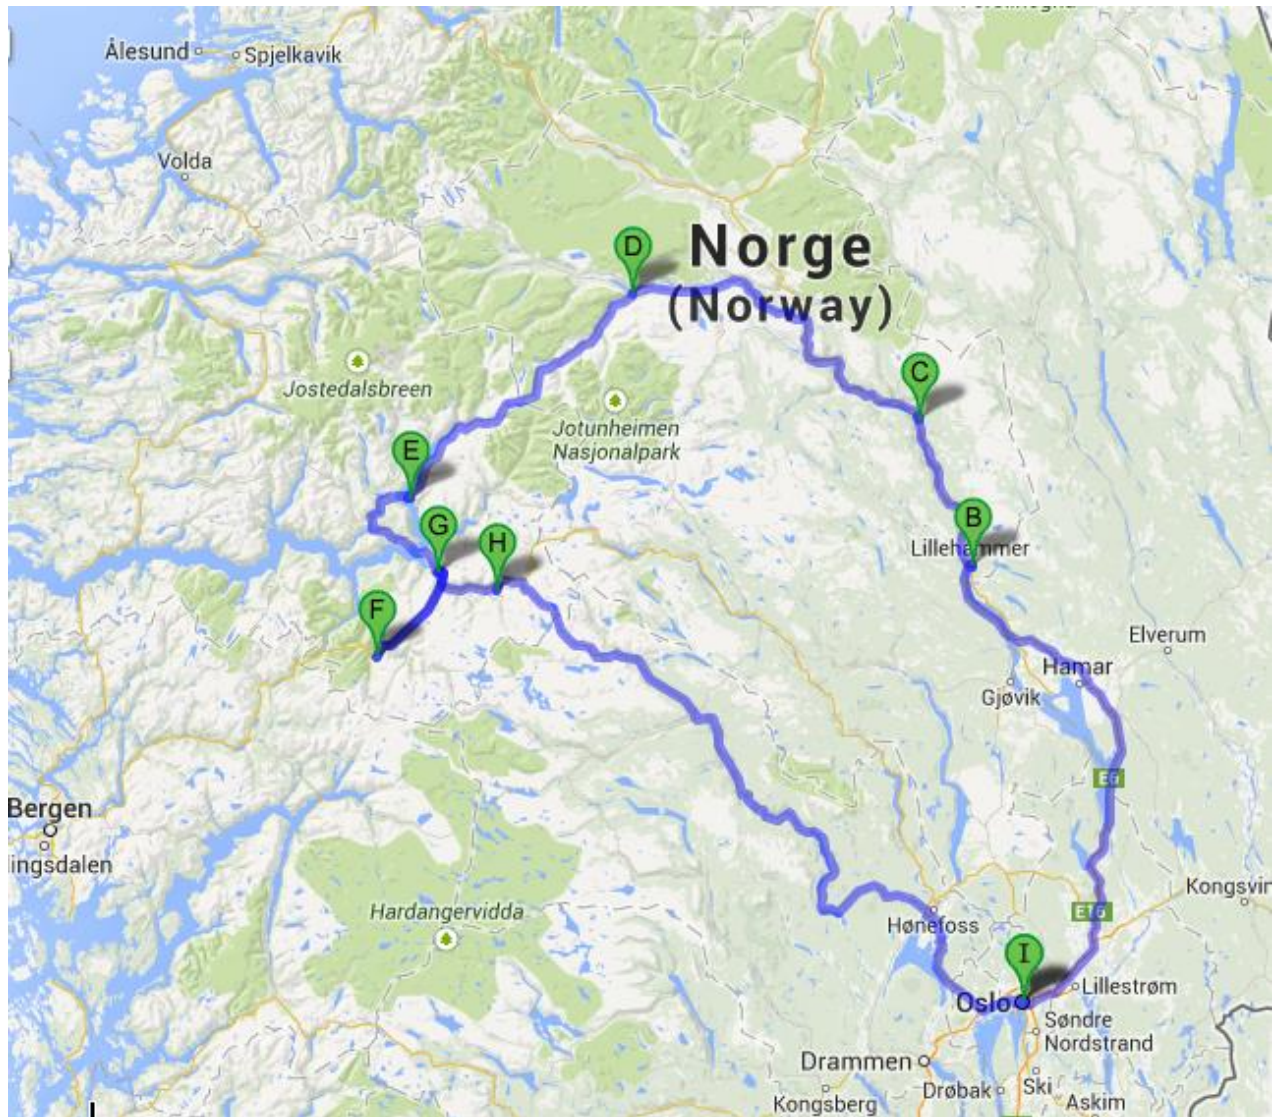 Ålesund
Spjelkavik
Volda
D
Norge
(Norway)
Jostedalsbreen
C
Jotunheimen
Nasjonalpark
E
G
H
B
Lillehammer
F
Elverum
Hamar
Gjøvik
E6
Bergen
ingsdalen
Kongsvin
Hardangervidda
E16
Hønefoss
I
Lillestrøm
Oslo
Søndre
Nordstrand
Drammen
Ski
Drøbak
Kongsberg
Askim